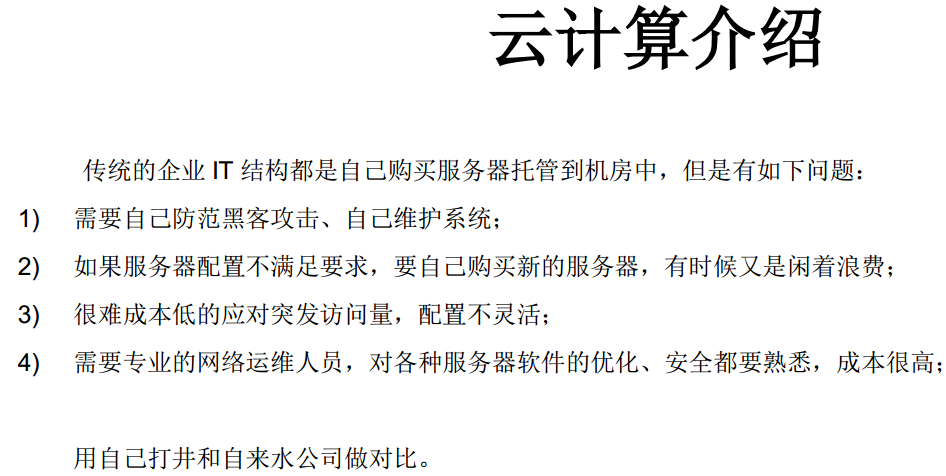 云计算介绍
传统的企业 IT 结构都是自己购买服务器托管到机房中，但是有如下问题：
1) 需要自己防范黑客攻击、自己维护系统；
2) 如果服务器配置不满足要求，要自己购买新的服务器，有时候又是闲着浪费；
3) 很难成本低的应对突发访问量，配置不灵活；
4) 需要专业的网络运维人员，对各种服务器软件的优化、安全都要熟悉，成本很高；
用自己打井和自来水公司做对比。